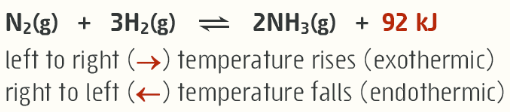 N₂(g) + 3H₂(g) ⇌ 2NH₃(g) + 92 kJ
left to right (→) temperature rises (exothermic)
right to left (←) temperature falls (endothermic)